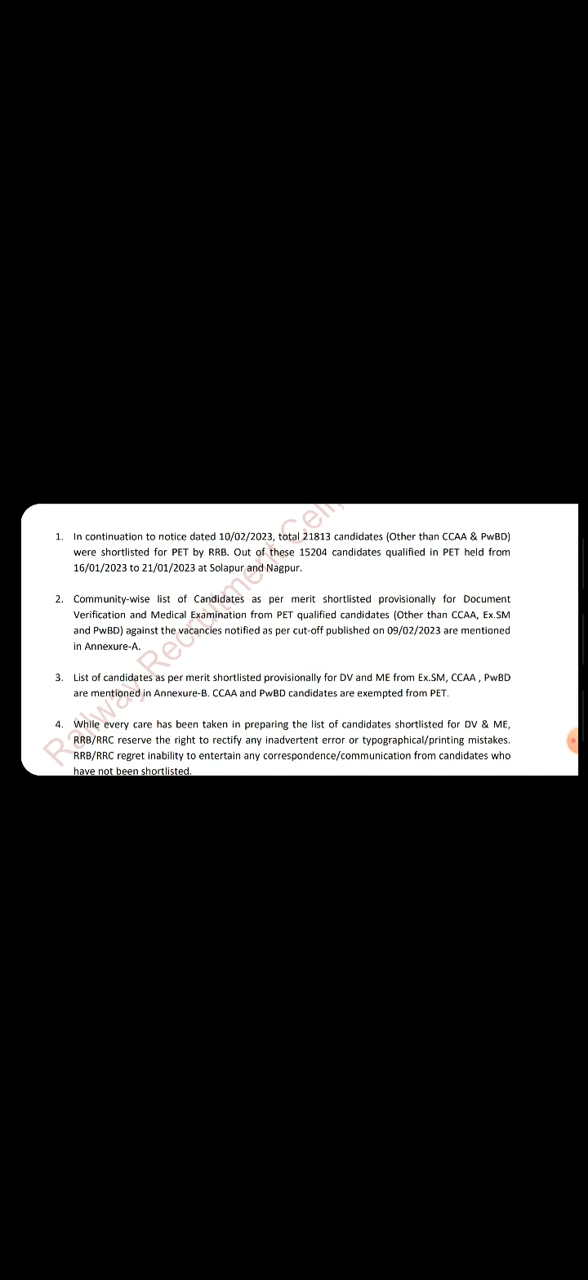 1. In continuation to notice dated 10/02/2023, total 21813 candidates (Other than CCAA & PwBD)
were shortlisted for PET by RRB. Out of these 15204 candidates qualified in PET held from
16/01/2023 to 21/01/2023 at Solapur and Nagpur.
2. Community-wise list of Candidates as per merit shortlisted provisionally for Document
Verification and Medical Examination from PET qualified candidates (Other than CCAA, Ex.SM
and PwBD) against the vacancies notified as per cut-off published on 09/02/2023 are mentioned
in Annexure-A.
3. List of candidates as per merit shortlisted provisionally for DV and ME from Ex.SM, CCAA , PwBD
are mentioned in Annexure-B. CCAA and PwBD candidates are exempted from PET.
4. While every care has been taken in preparing the list of candidates shortlisted for DV & ME,
RRB/RRC reserve the right to rectify any inadvertent error or typographical/printing mistakes.
RRB/RRC regret inability to entertain any correspondence/communication from candidates who
have not been shortlisted.
Railway Recruitment Cell